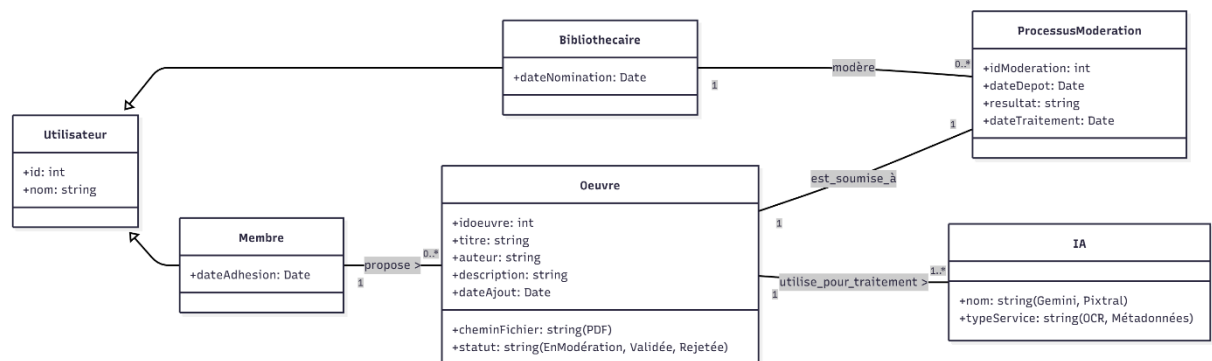 Bibliothecaire
+dateNomination: Date
1
modère
0..*
ProcessusModeration
+idModeration: int
+dateDepot: Date
+resultat: string
+dateTraitement: Date
1
Utilisateur
+id: int
+nom: string
est_soumise_à
1
Membre
+dateAdhesion: Date
1
propose >
0..*
Oeuvre
+idoeuvre: int
+titre: string
+auteur: string
+description: string
+dateAjout: Date
+cheminFichier: string(PDF)
+statut: string(EnModération, Validée, Rejetée)
1
utilise_pour_traitement >
1..*
IA
+nom: string(Gemini, Pixtral)
+typeService: string(OCR, Métadonnées)